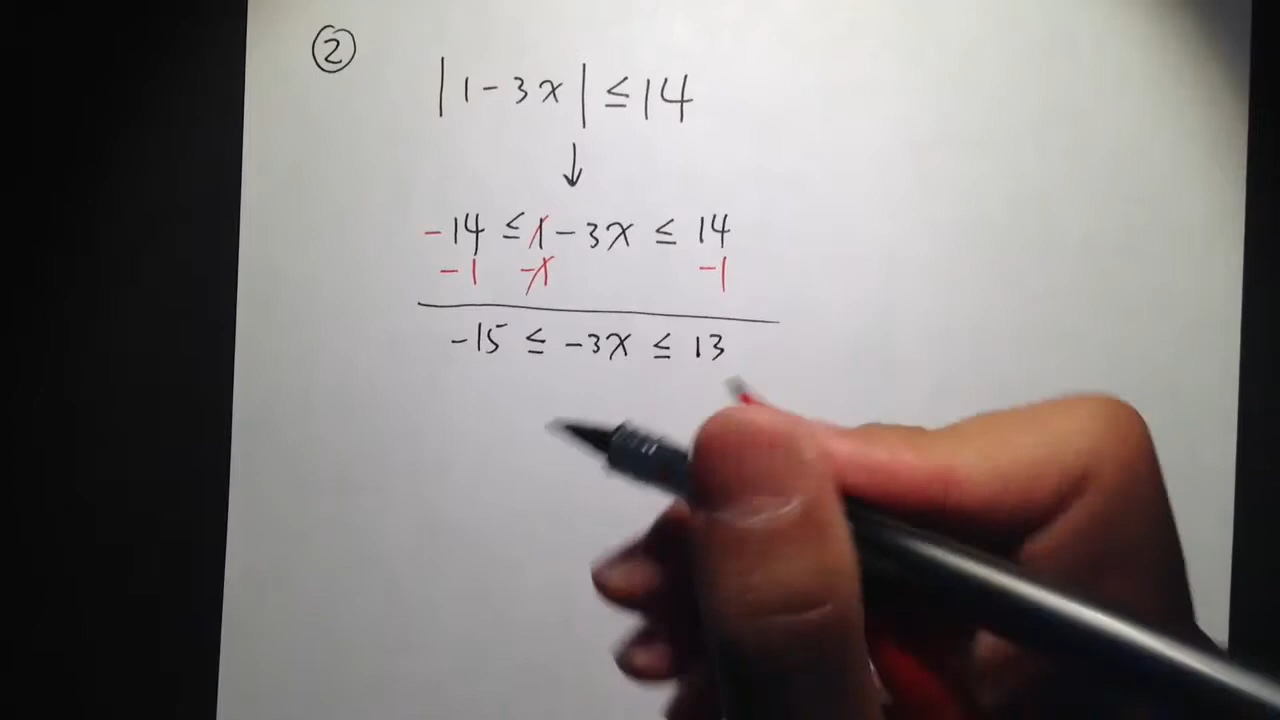 ②
|1-3x| ≤ 14
↓
-14 ≤ 1-3x ≤ 14
-1 -1 -1
-15 ≤ -3x ≤ 13